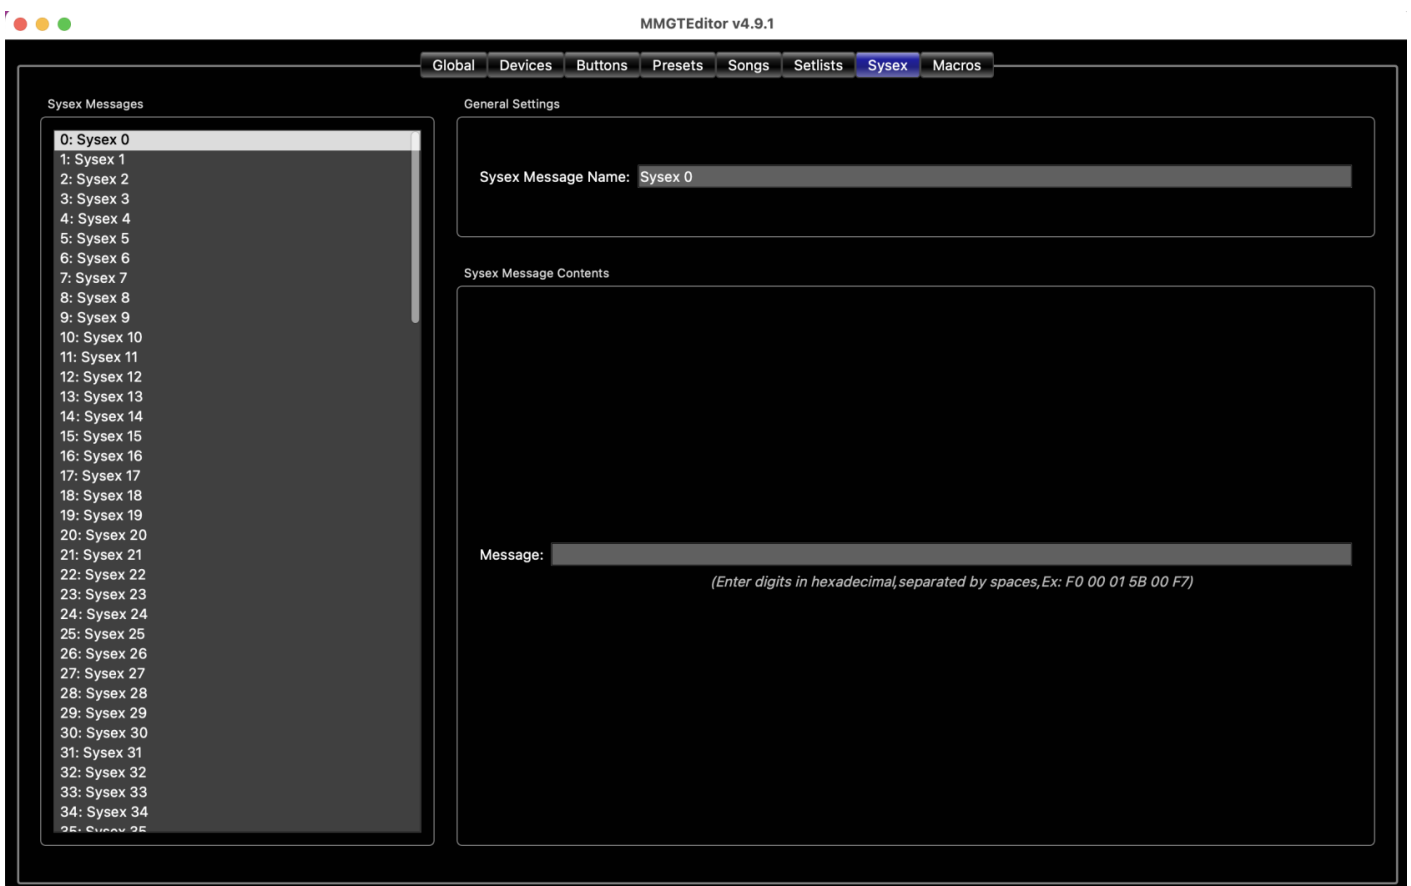 MMGTEditor v4.9.1
Global Devices Buttons Presets Songs Setlists Sysex Macros
Sysex Messages
0: Sysex 0
1: Sysex 1
2: Sysex 2
3: Sysex 3
4: Sysex 4
5: Sysex 5
6: Sysex 6
7: Sysex 7
8: Sysex 8
9: Sysex 9
10: Sysex 10
11: Sysex 11
12: Sysex 12
13: Sysex 13
14: Sysex 14
15: Sysex 15
16: Sysex 16
17: Sysex 17
18: Sysex 18
19: Sysex 19
20: Sysex 20
21: Sysex 21
22: Sysex 22
23: Sysex 23
24: Sysex 24
25: Sysex 25
26: Sysex 26
27: Sysex 27
28: Sysex 28
29: Sysex 29
30: Sysex 30
31: Sysex 31
32: Sysex 32
33: Sysex 33
34: Sysex 34
35: Sysex 35
General Settings
Sysex Message Name: Sysex 0
Sysex Message Contents
Message:
(Enter digits in hexadecimal,separated by spaces,Ex: F0 00 01 5B 00 F7)